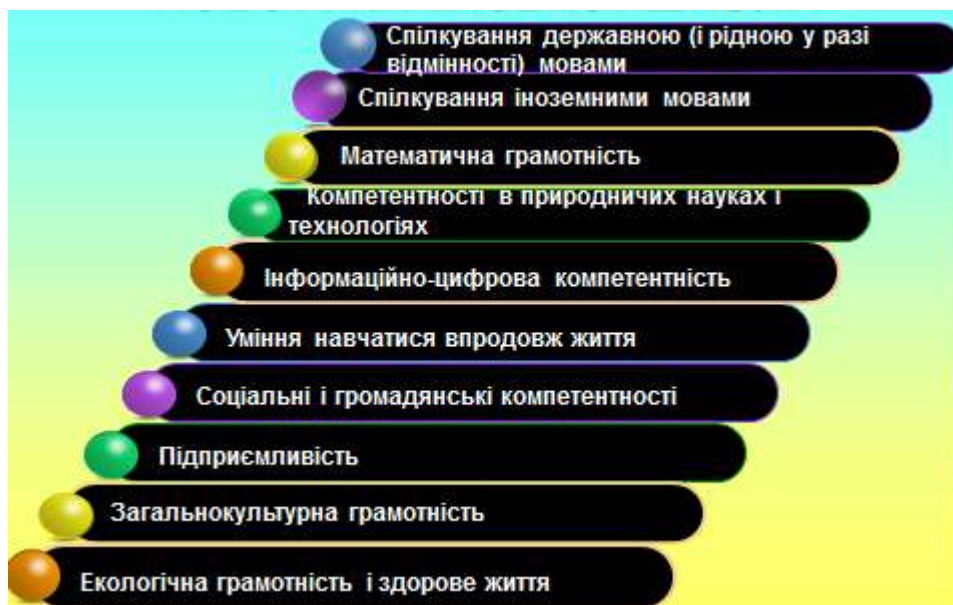 Спілкування державною (і рідною у разі
відмінності) мовами
Спілкування іноземними мовами
Математична грамотність
Компетентності в природничих науках і
технологіях
Інформаційно-цифрова компетентність
Уміння навчатися впродовж життя
Соціальні і громадянські компетентності
Підприємливість
Загальнокультурна грамотність
Екологічна грамотність і здорове життя